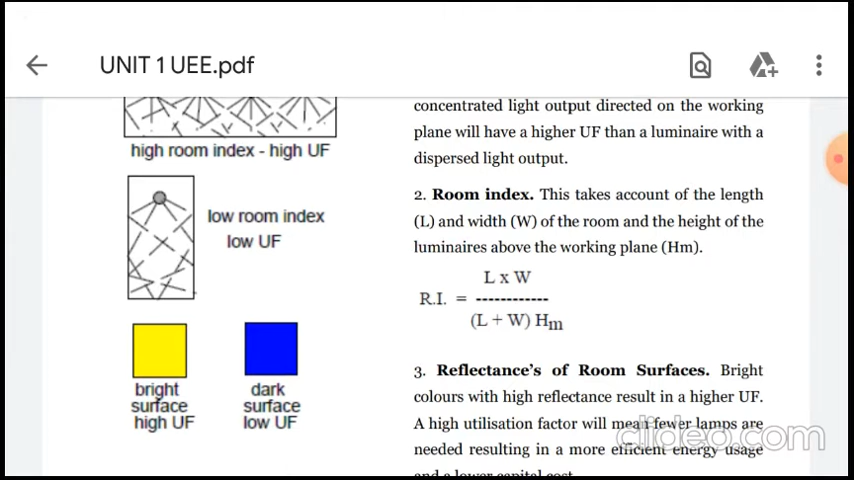 UNIT 1 UEE.pdf
high room index - high UF
low room index
low UF
bright
surface
high UF
dark
surface
low UF
concentrated light output directed on the working
plane will have a higher UF than a luminaire with a
dispersed light output.
2. Room index. This takes account of the length
(L) and width (W) of the room and the height of the
luminaires above the working plane (Hm).
L x W
R.I. = ------------
(L + W) Hm
3. Reflectance's of Room Surfaces. Bright
colours with high reflectance result in a higher UF.
A high utilisation factor will mean fewer lamps are
needed resulting in a more efficient energy usage
and a lower capital cost.
clideo.com